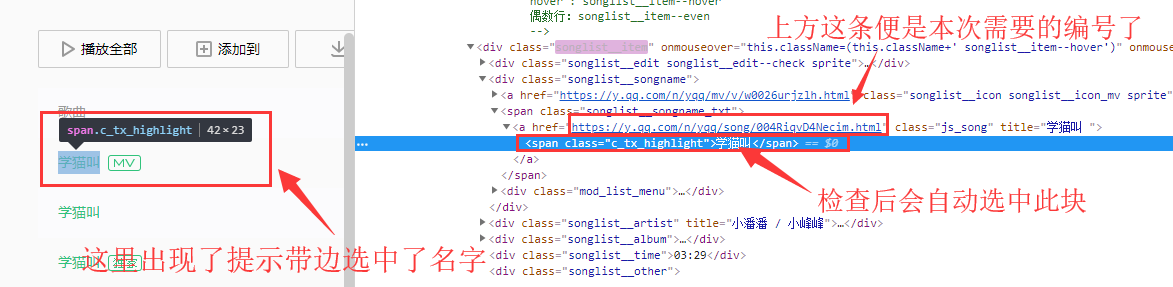 hover : songlist__item--hover
偶数行: songlist__item--even
-->
上方这条便是本次需要的编号了
播放全部
添加到
<div class="songlist__item" onmouseover="this.className=(this.className+' songlist__item--hover')" onmouseo
<div class="songlist__edit songlist__edit--check sprite">…</div>
<div class="songlist__songname">
<a href="https://y.qq.com/n/yqq/mv/v/w0026urjzlh.html" class="songlist__icon songlist__icon_mv sprite"
<span class="songlist__songname_txt">
歌曲
<a href="https://y.qq.com/n/yqq/song/004RiqvD4Necim.html" class="js_song" title="学猫叫 ">
span.c_tx_highlight 42×23
<span class="c_tx_highlight">学猫叫</span> == $0
</a>
学猫叫 MV
</span>
<div class="mod_list_menu">…</div>
检查后会自动选中此块
</div>
学猫叫
<div class="songlist__artist" title="小潘潘 / 小峰峰">…</div>
<div class="songlist__album">…</div>
<div class="songlist__time">03:29</div>
<div class="songlist__other">
这里出现了提示带边选中了名字
学猫叫 独家